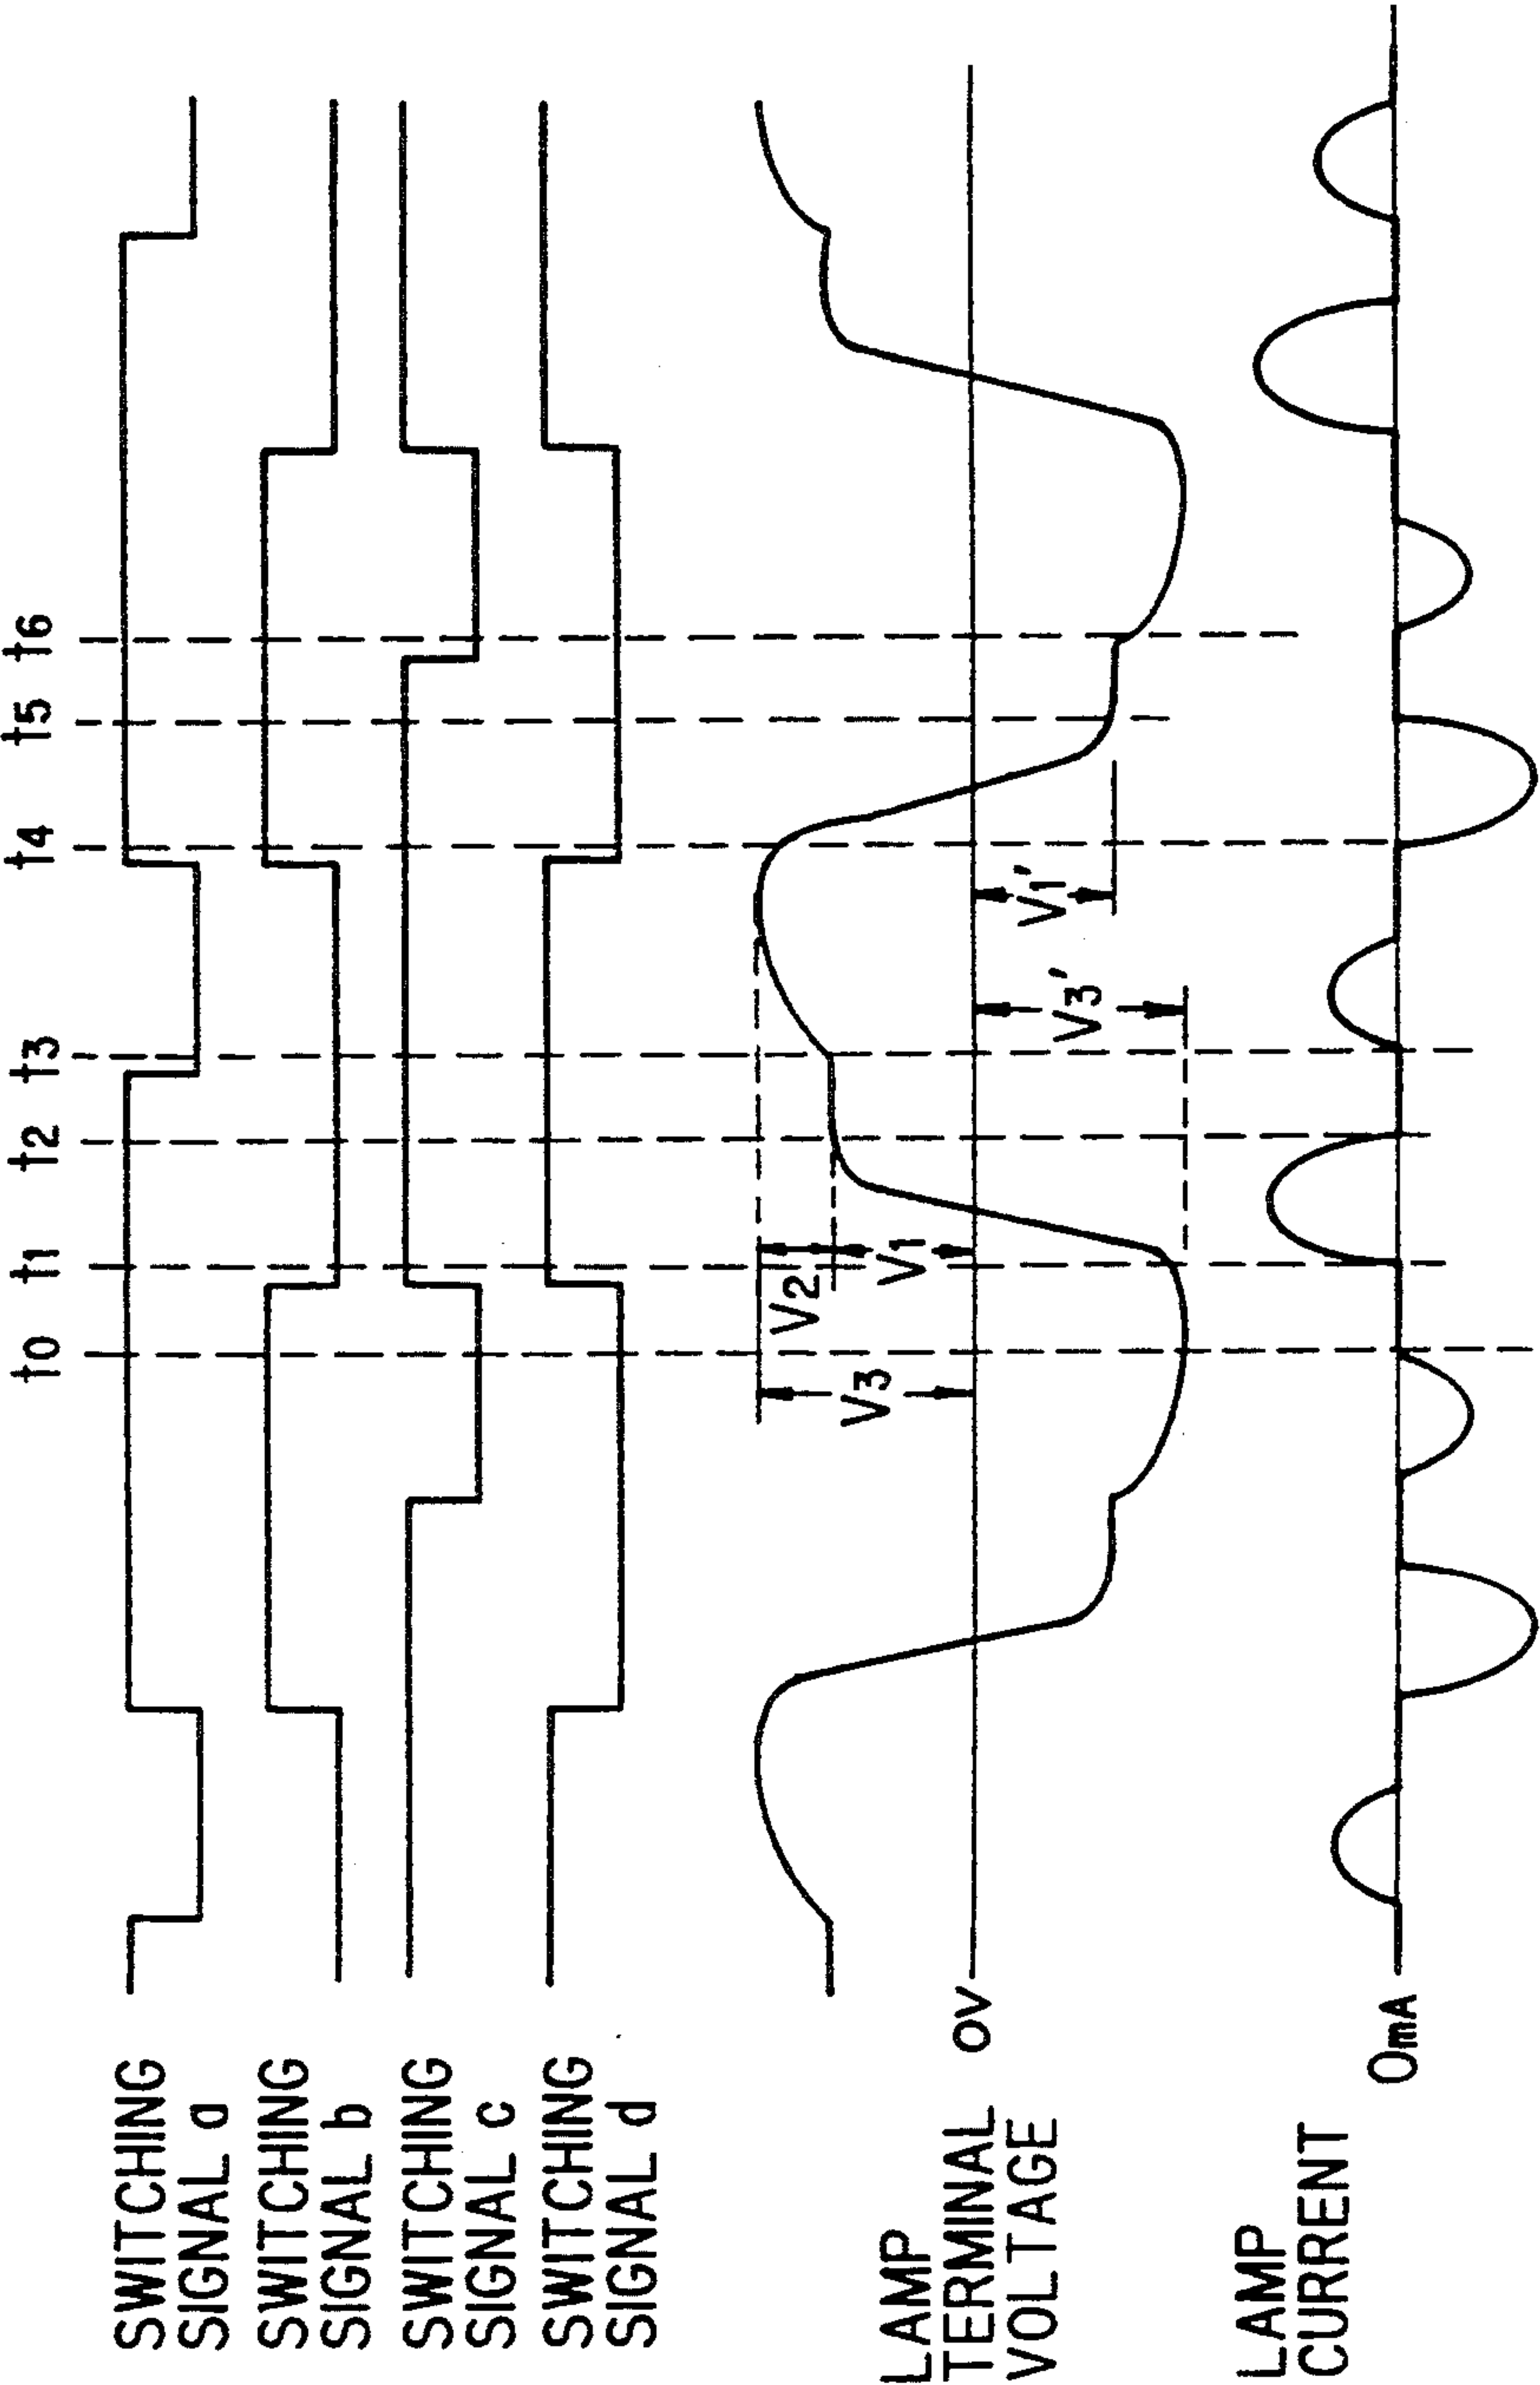 t0 t1 t2 t3 t4 t5 t6
SWITCHING
SIGNAL a
SWITCHING
SIGNAL b
SWITCHING
SIGNAL c
SWITCHING
SIGNAL d
LAMP
TERMINAL
VOLTAGE
0V
V3
V2
V1
V3'
V1'
LAMP
CURRENT
0mA